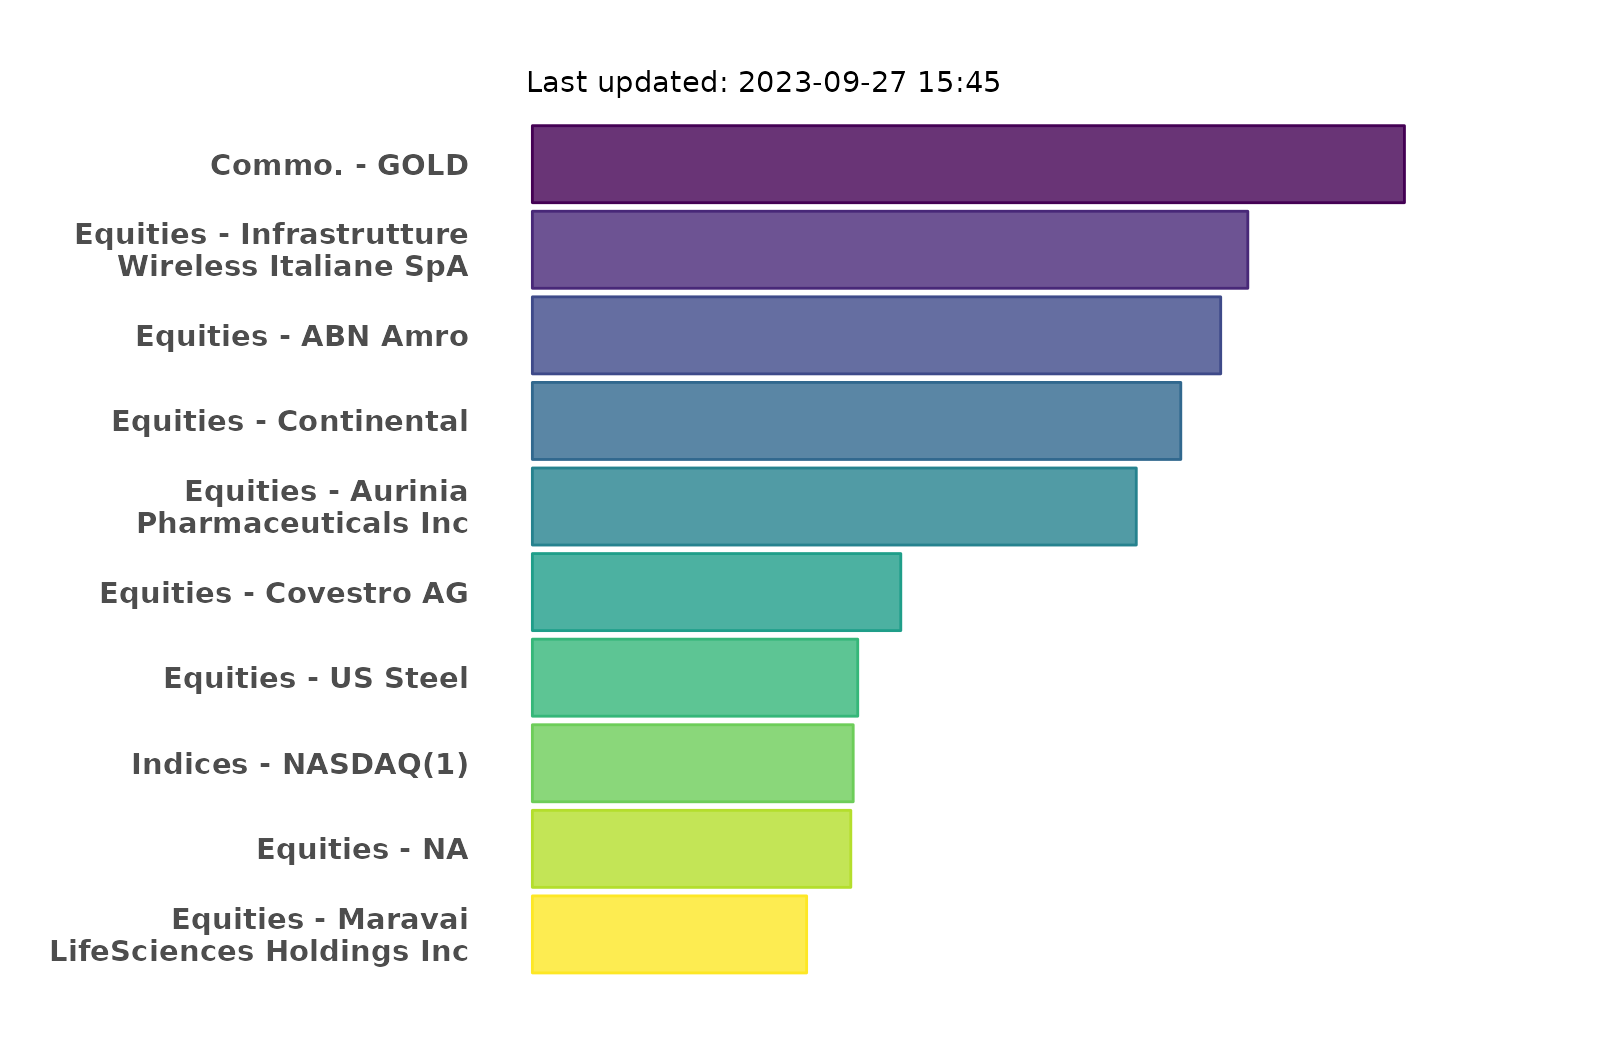 Last updated: 2023-09-27 15:45
Commo. - GOLD
Equities - Infrastrutture
Wireless Italiane SpA
Equities - ABN Amro
Equities - Continental
Equities - Aurinia
Pharmaceuticals Inc
Equities - Covestro AG
Equities - US Steel
Indices - NASDAQ(1)
Equities - NA
Equities - Maravai
LifeSciences Holdings Inc